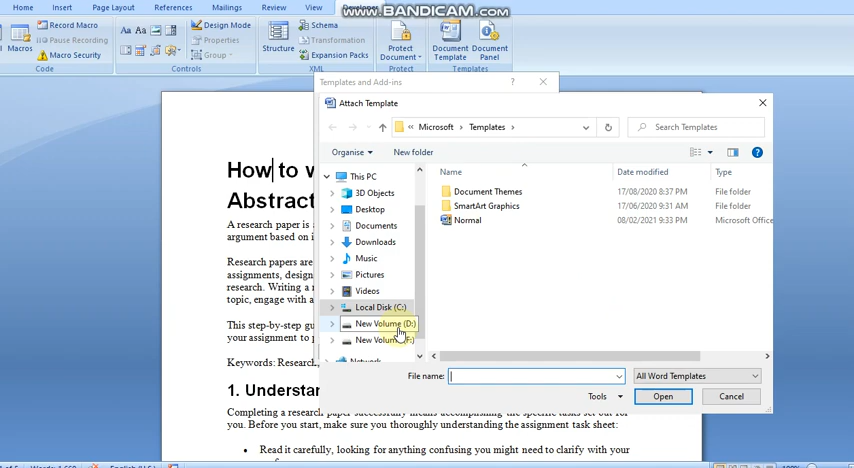 Home Insert Page Layout References Mailings Review View Developer
WWW.BANDICAM.COM
Macros
Record Macro
Pause Recording
Macro Security
Code
Aa Aa
Design Mode
Properties
Group
Controls
Structure
Schema
Transformation
Expansion Packs
XML
Protect Document
Protect
Document Template
Document Panel
Templates
Templates and Add-ins ?
Attach Template
« Microsoft > Templates >
Search Templates
Organise New folder
This PC
3D Objects
Desktop
Documents
Downloads
Music
Pictures
Videos
Local Disk (C:)
New Volume (D:)
New Volume (F:)
Network
Name Date modified Type
Document Themes 17/08/2020 8:37 PM File folder
SmartArt Graphics 17/06/2020 9:31 AM File folder
Normal 08/02/2021 9:33 PM Microsoft Office
File name: All Word Templates
Tools Open Cancel
How to w
Abstrac
A research paper is a
argument based on i
Research papers are
assignments, design
research. Writing a r
topic, engage with a
This step-by-step gu
your assignment to p
Keywords: Research,
1. Understan
Completing a research paper successfully means accomplishing the specific tasks set out for
you. Before you start, make sure you thoroughly understanding the assignment task sheet:
• Read it carefully, looking for anything confusing you might need to clarify with your